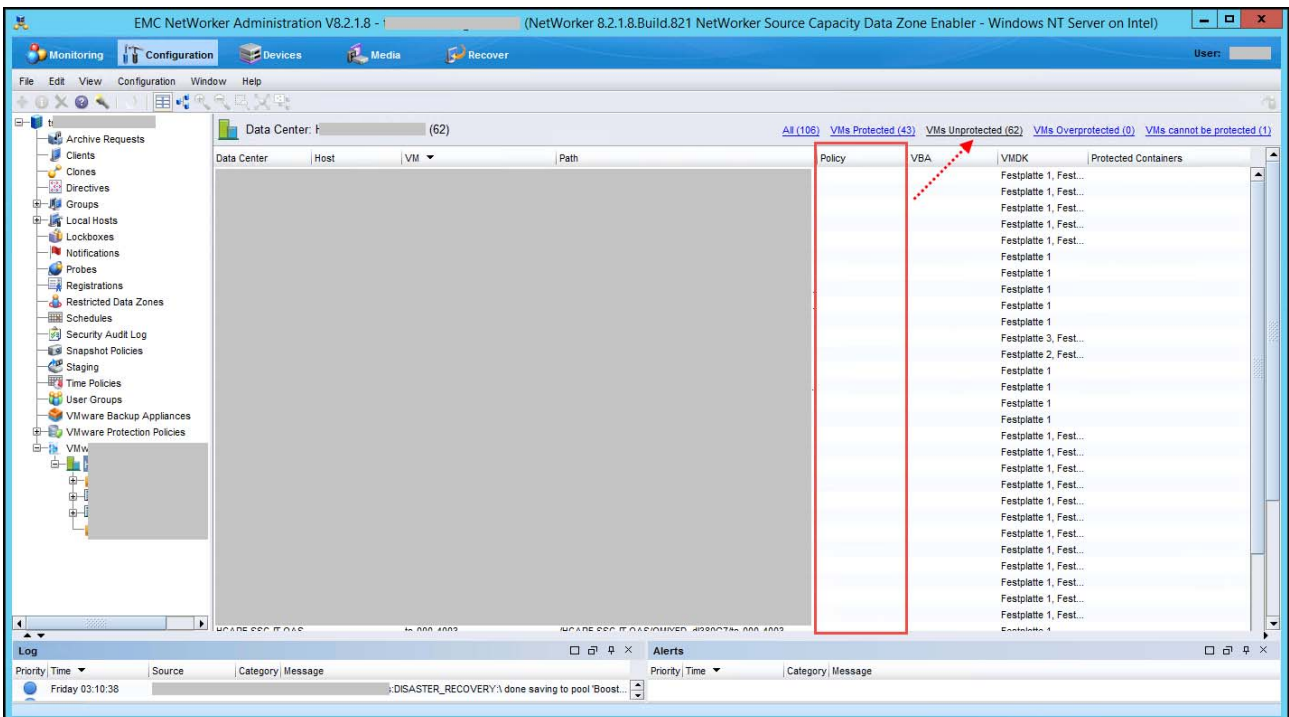 EMC NetWorker Administration V8.2.1.8 - (NetWorker 8.2.1.8.Build.821 NetWorker Source Capacity Data Zone Enabler - Windows NT Server on Intel)
Monitoring Configuration Devices Media Recover User:
File Edit View Configuration Window Help
Archive Requests
Clients
Clones
Directives
Groups
Local Hosts
Lockboxes
Notifications
Probes
Registrations
Restricted Data Zones
Schedules
Security Audit Log
Snapshot Policies
Staging
Time Policies
User Groups
VMware Backup Appliances
VMware Protection Policies
VMw
Data Center: (62) All (106) VMs Protected (43) VMs Unprotected (62) VMs Overprotected (0) VMs cannot be protected (1)
Data Center Host VM Path Policy VBA VMDK Protected Containers
Festplatte 1, Fest...
Festplatte 1, Fest...
Festplatte 1, Fest...
Festplatte 1, Fest...
Festplatte 1, Fest...
Festplatte 1
Festplatte 1
Festplatte 1
Festplatte 1
Festplatte 1
Festplatte 3, Fest...
Festplatte 2, Fest...
Festplatte 1
Festplatte 1
Festplatte 1
Festplatte 1
Festplatte 1, Fest...
Festplatte 1, Fest...
Festplatte 1, Fest...
Festplatte 1, Fest...
Festplatte 1, Fest...
Festplatte 1, Fest...
Festplatte 1, Fest...
Festplatte 1, Fest...
Festplatte 1, Fest...
Festplatte 1, Fest...
Festplatte 1, Fest...
Festplatte 1, Fest...
Festplatte 1
Log
Priority Time Source Category Message
Friday 03:10:38 :DISASTER_RECOVERY:\ done saving to pool 'Boost...
Alerts
Priority Time Category Message